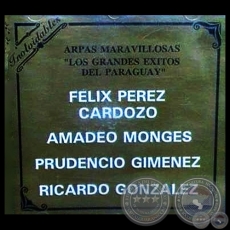 Inolvidables
ARPAS MARAVILLOSAS
"LOS GRANDES EXITOS
DEL PARAGUAY"
FELIX PEREZ
CARDOZO
AMADEO MONGES
PRUDENCIO GIMENEZ
RICARDO GONZALEZ